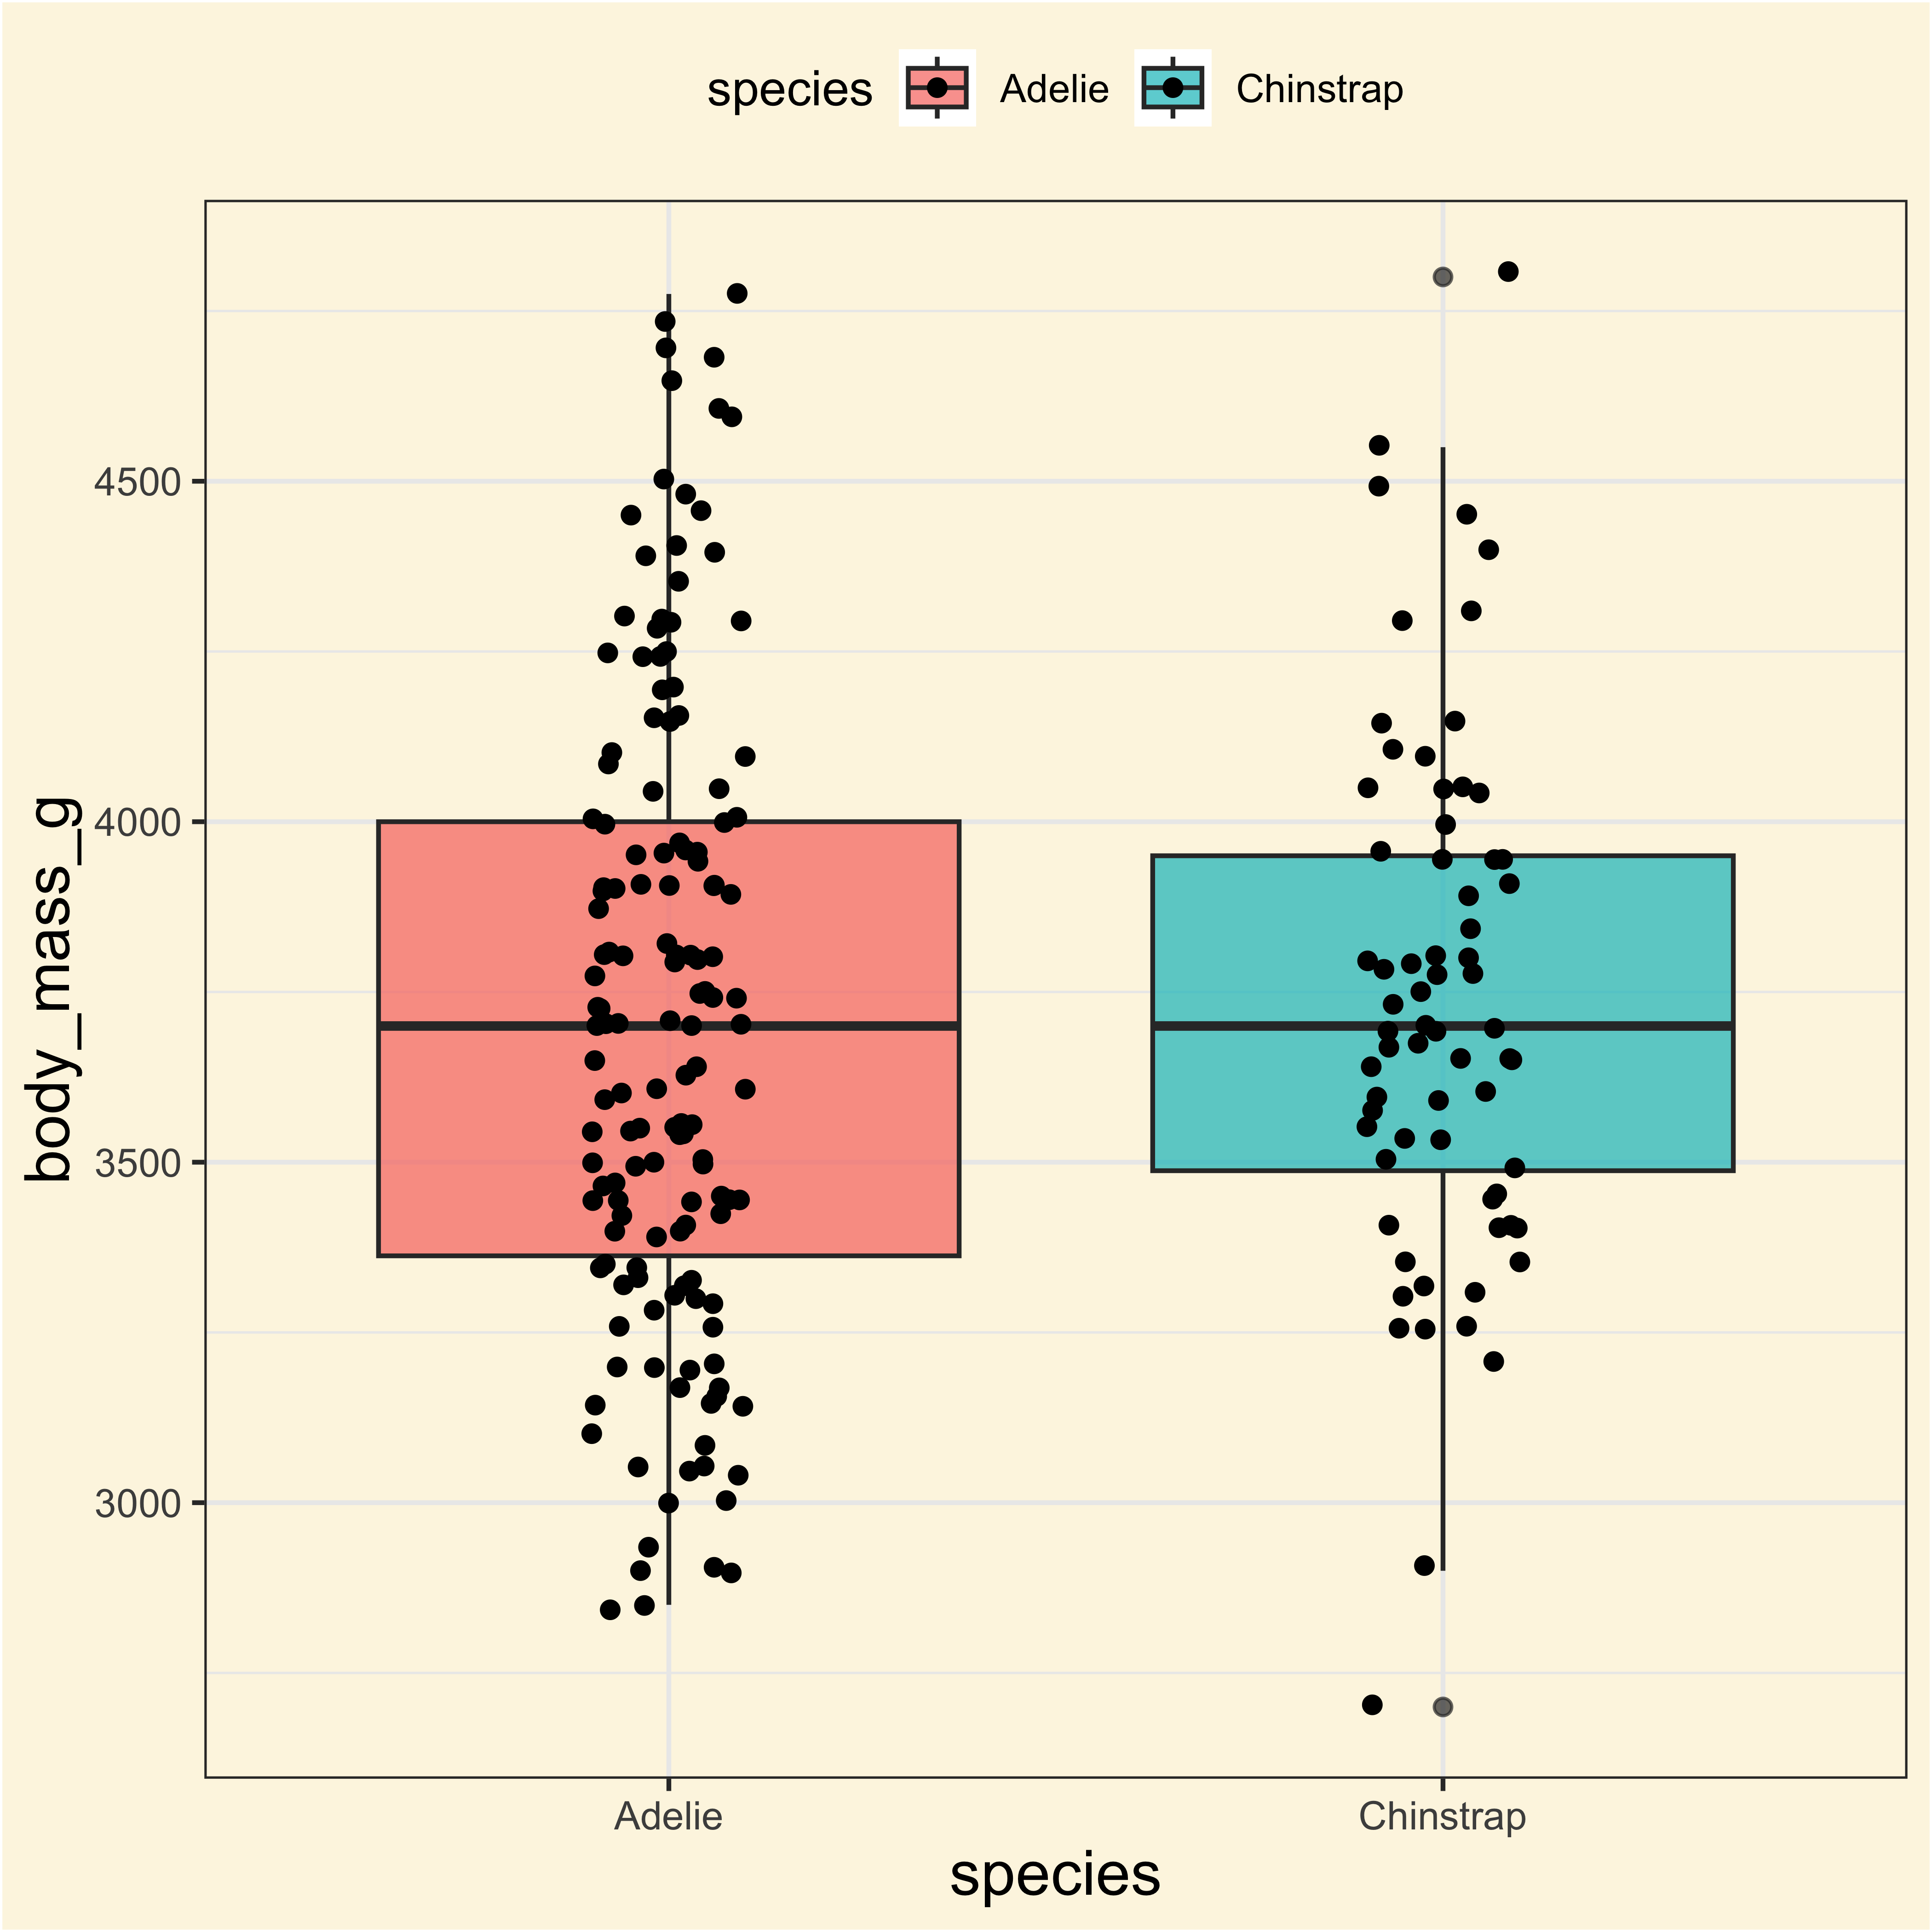 species Adelie Chinstrap
body_mass_g
4500
4000
3500
3000
Adelie Chinstrap
species